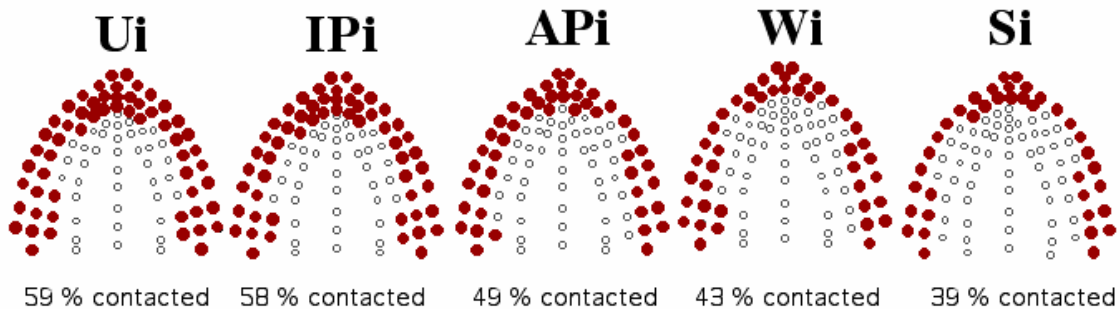 Ui IPi APi Wi Si
59 % contacted 58 % contacted 49 % contacted 43 % contacted 39 % contacted